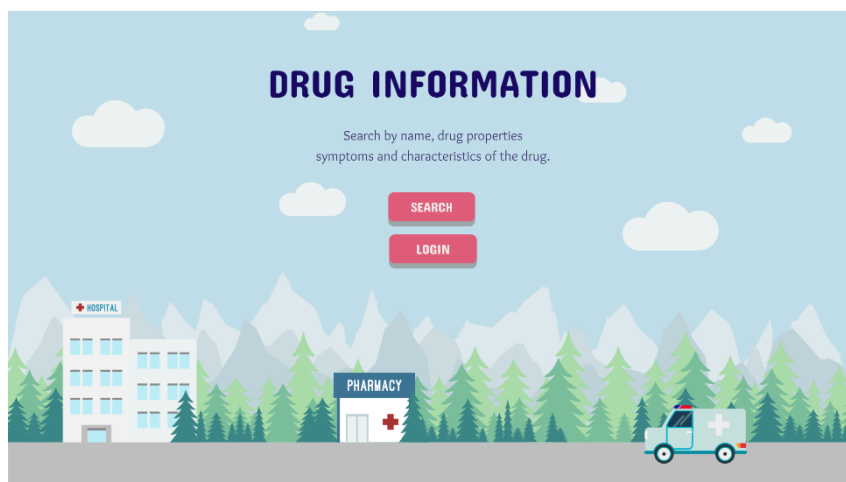 DRUG INFORMATION
Search by name, drug properties
symptoms and characteristics of the drug.
SEARCH
LOGIN
HOSPITAL
PHARMACY